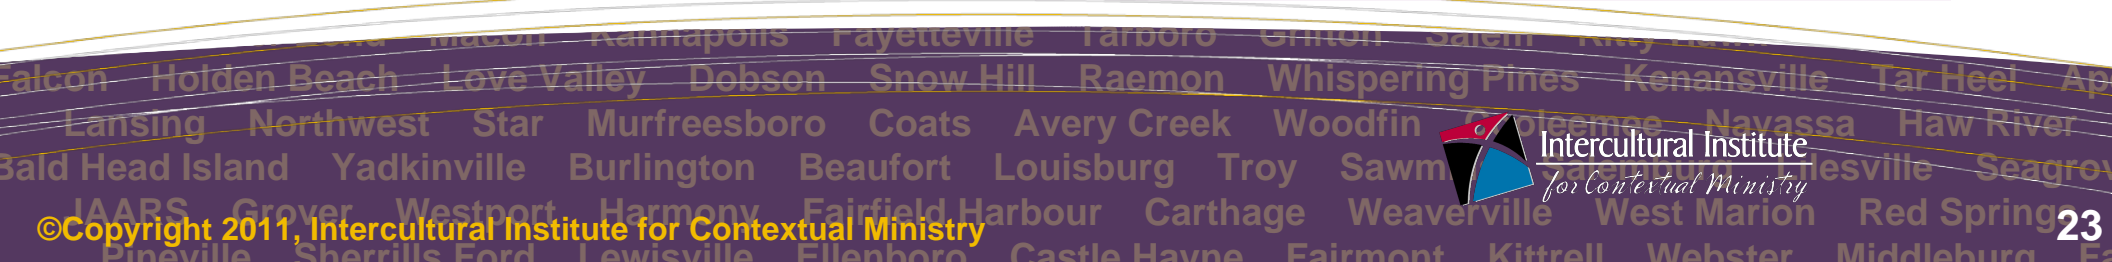 Macon Kannapolis Fayetteville Tarboro Grifton Salem Kitty
Falcon Holden Beach Love Valley Dobson Snow Hill Raemon Whispering Pines Kenansville Tar Heel
Lansing Northwest Star Murfreesboro Coats Avery Creek Woodfin Cooleemee Navassa Haw River
Bald Head Island Yadkinville Burlington Beaufort Louisburg Troy Salemburg
Intercultural Institute
for Contextual Ministry
JAARS Grover Westport Harmony Fairfield Harbour Carthage Weaverville West Marion Red Springs
©Copyright 2011, Intercultural Institute for Contextual Ministry
23
Pineville Sherrills Ford Lewisville Ellenboro Castle Hayne Fairmont Kittrell Webster Middleburg